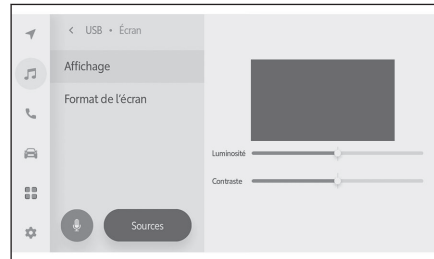 < USB • Écran
Affichage
Format de l'écran
Sources
Luminosité
Contraste